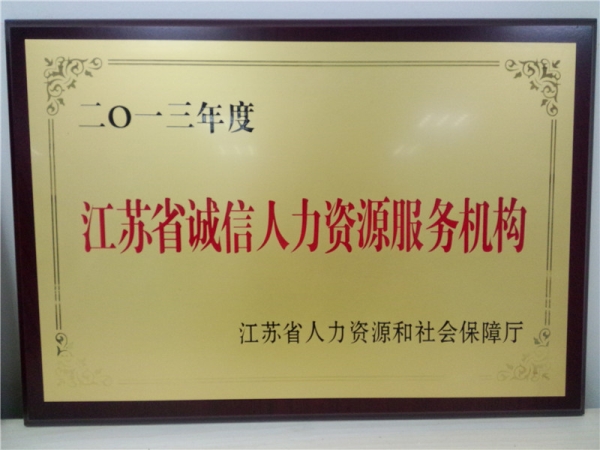 二〇一三年度
江苏省诚信人力资源服务机构
江苏省人力资源和社会保障厅